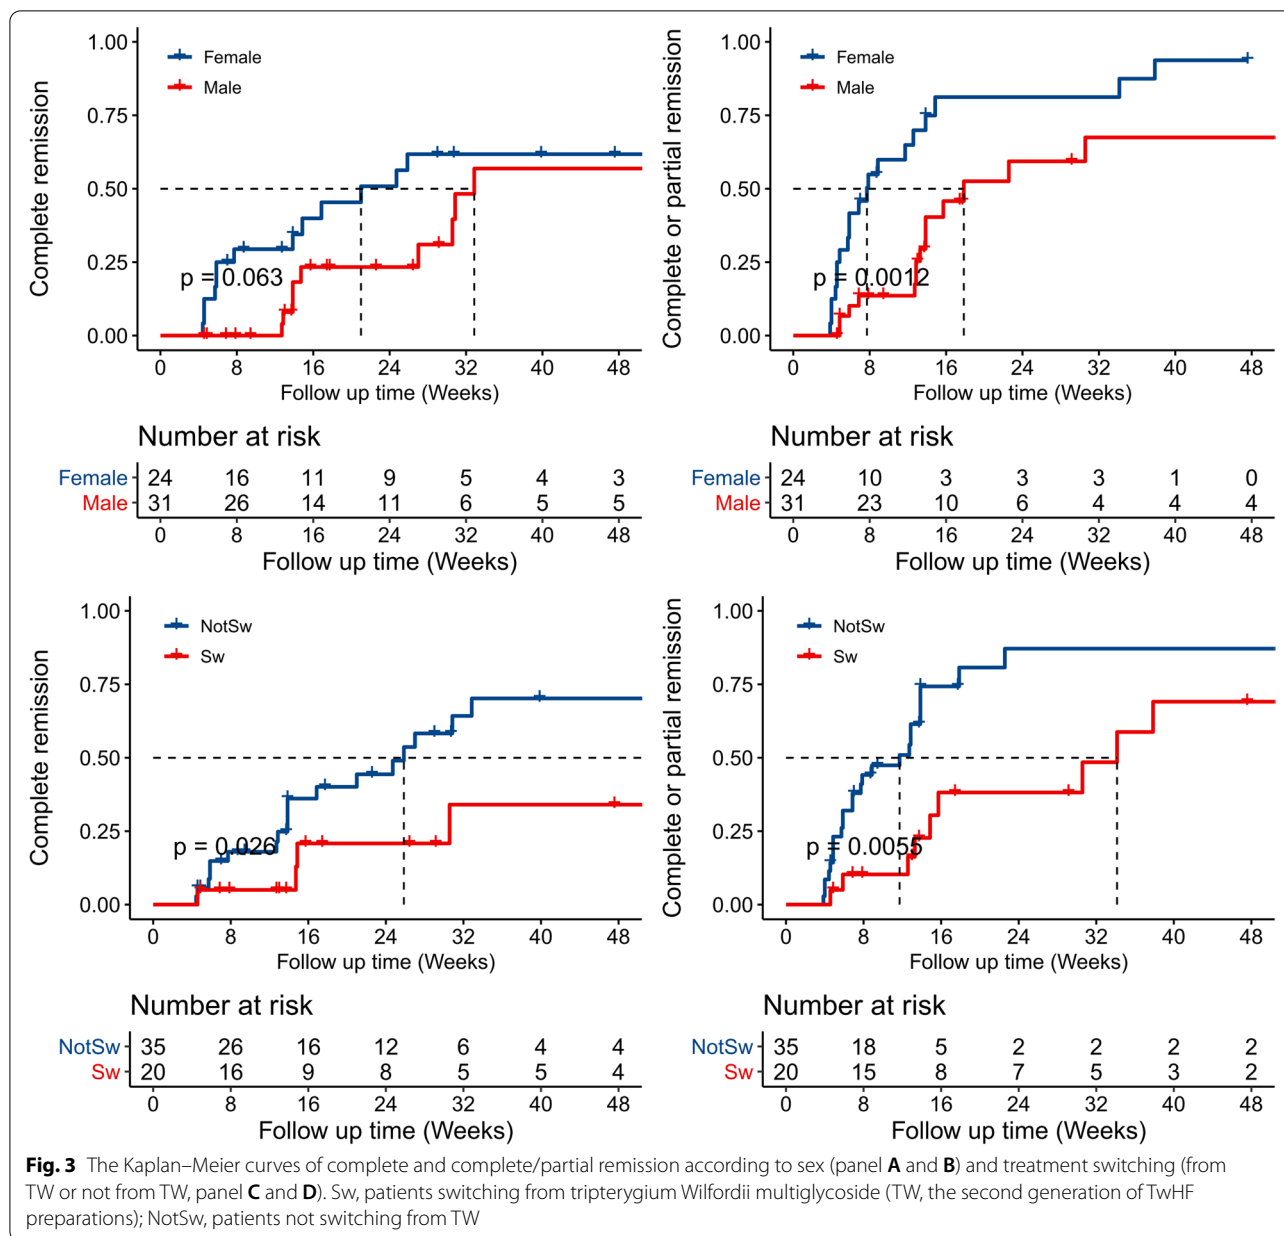 Complete remission
1.00
0.75
0.50
0.25
0.00
Female
Male
p = 0.063
0 8 16 24 32 40 48
Follow up time (Weeks)
Number at risk
Female 24 16 11 9 5 4 3
Male 31 26 14 11 6 5 5
0 8 16 24 32 40 48
Follow up time (Weeks)
Complete or partial remission
1.00
0.75
0.50
0.25
0.00
Female
Male
p = 0.0012
0 8 16 24 32 40 48
Follow up time (Weeks)
Number at risk
Female 24 10 3 3 3 1 0
Male 31 23 10 6 4 4 4
0 8 16 24 32 40 48
Follow up time (Weeks)
Complete remission
1.00
0.75
0.50
0.25
0.00
NotSw
Sw
p = 0.026
0 8 16 24 32 40 48
Follow up time (Weeks)
Number at risk
NotSw 35 26 16 12 6 4 4
Sw 20 16 9 8 5 5 4
0 8 16 24 32 40 48
Follow up time (Weeks)
Complete or partial remission
1.00
0.75
0.50
0.25
0.00
NotSw
Sw
p = 0.0055
0 8 16 24 32 40 48
Follow up time (Weeks)
Number at risk
NotSw 35 18 5 2 2 2 2
Sw 20 15 8 7 5 3 2
0 8 16 24 32 40 48
Follow up time (Weeks)
Fig. 3 The Kaplan–Meier curves of complete and complete/partial remission according to sex (panel A and B) and treatment switching (from
TW or not from TW, panel C and D). Sw, patients switching from tripterygium Wilfordii multiglycoside (TW, the second generation of TwHF
preparations); NotSw, patients not switching from TW